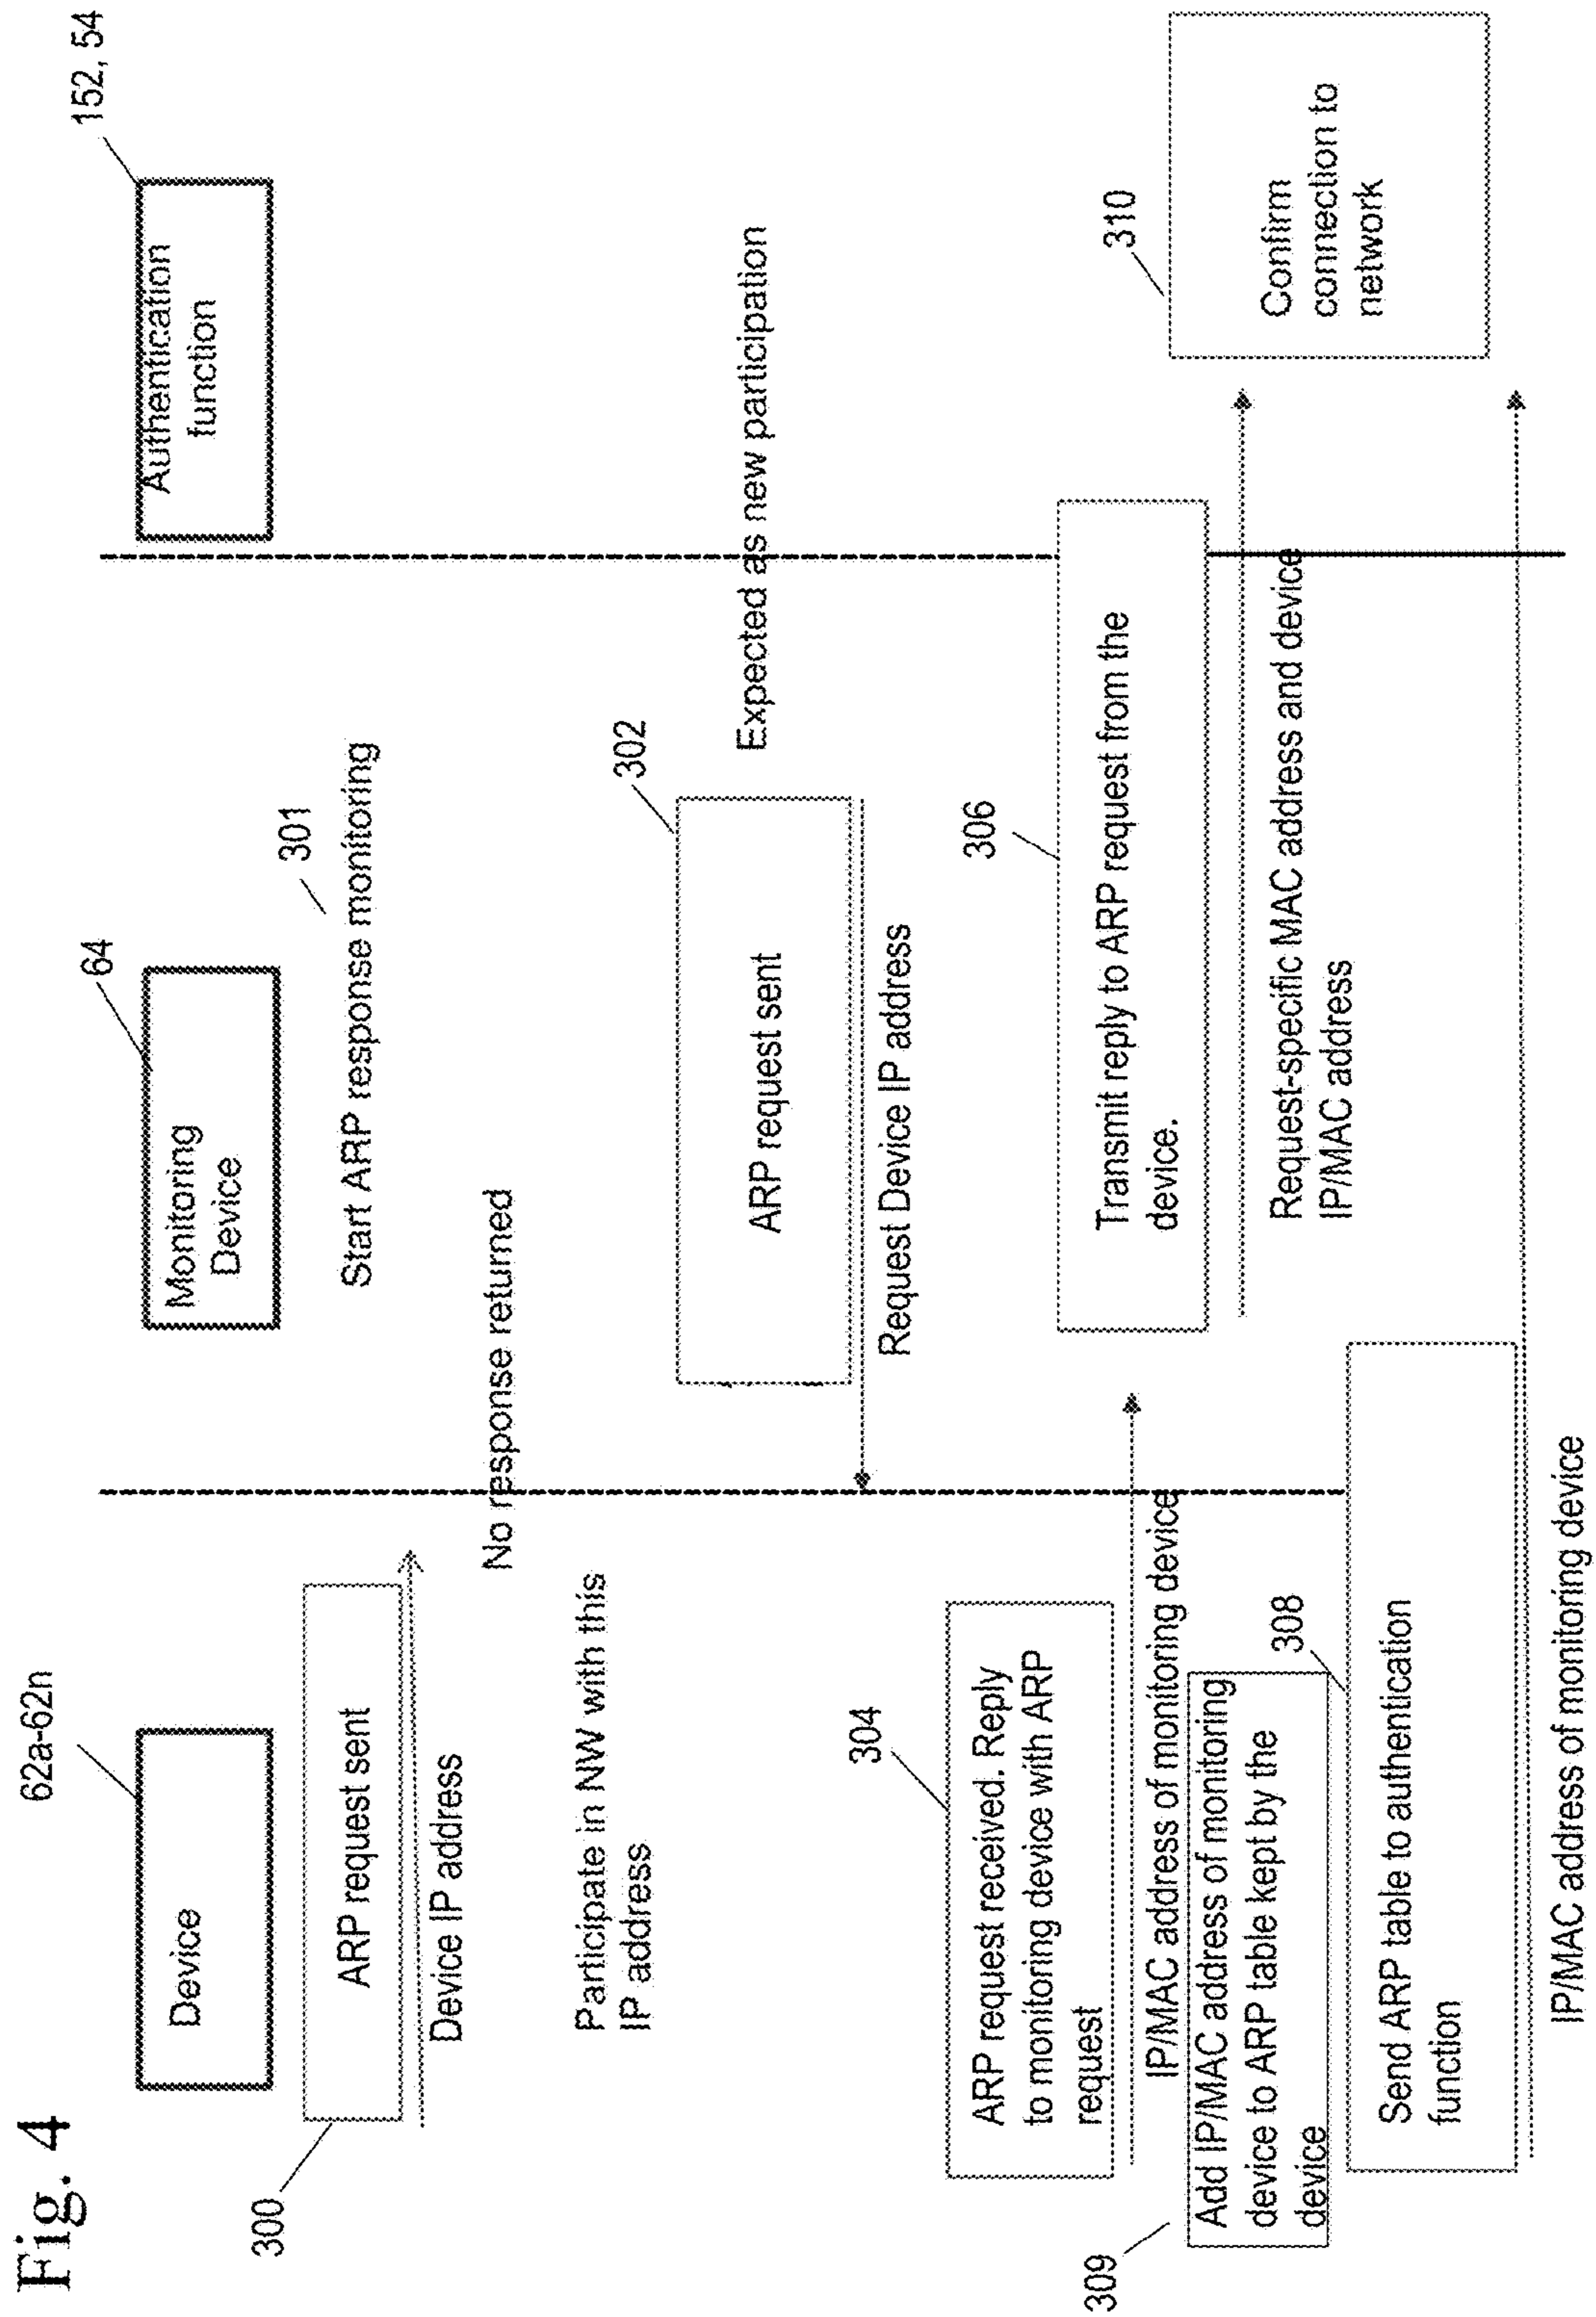 Fig. 4
62a-62n
64
152, 54
Device
Monitoring
Device
Authentication
function
300
ARP request sent
Device IP address
301
Start ARP response monitoring
No response returned
Participate in NW with this
IP address
302
ARP request sent
Expected as new participation
Request Device IP address
304
ARP request received. Reply
to monitoring device with ARP
request
IP/MAC address of monitoring device
306
Transmit reply to ARP request from the
device.
Request-specific MAC address and device
IP/MAC address
309
Add IP/MAC address of monitoring
device to ARP table kept by the
device
308
Send ARP table to authentication
function
IP/MAC address of monitoring device
310
Confirm
connection to
network